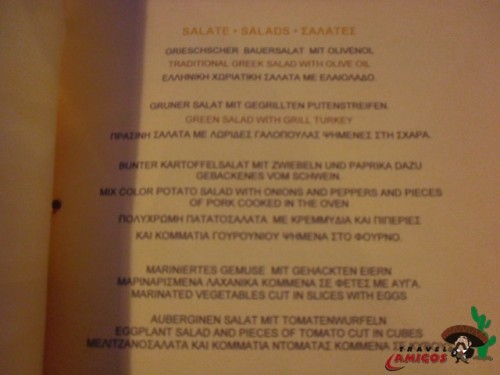 SALATE • SALADS • ΣΑΛΑΤΕΣ
GRIESCHSCHER BAUERSALAT MIT OLIVENOL
TRADITIONAL GREEK SALAD WITH OLIVE OIL
ΕΛΛΗΝΙΚΗ ΧΩΡΙΑΤΙΚΗ ΣΑΛΑΤΑ ΜΕ ΕΛΑΙΟΛΑΔΟ.
GRUNER SALAT MIT GEGRILLTEN PUTENSTREIFEN.
GREEN SALAD WITH GRILL TURKEY
ΠΡΑΣΙΝΗ ΣΑΛΑΤΑ ΜΕ ΛΩΡΙΔΕΣ ΓΑΛΟΠΟΥΛΑΣ ΨΗΜΕΝΕΣ ΣΤΗ ΣΧΑΡΑ.
BUNTER KARTOFFELSALAT MIT ZWIEBELN UND PAPRIKA DAZU
GEBACKENES VOM SCHWEIN.
MIX COLOR POTATO SALAD WITH ONIONS AND PEPPERS AND PIECES
OF PORK COOKED IN THE OVEN
ΠΟΛΥΧΡΩΜΗ ΠΑΤΑΤΟΣΑΛΑΤΑ ΜΕ ΚΡΕΜΜΥΔΙΑ ΚΑΙ ΠΙΠΕΡΙΕΣ
ΚΑΙ ΚΟΜΜΑΤΙΑ ΓΟΥΡΟΥΝΙΟΥ ΨΗΜΕΝΑ ΣΤΟ ΦΟΥΡΝΟ.
MARINIERTES GEMUSE MIT GEHACKTEN EIERN
ΜΑΡΙΝΑΡΙΣΜΕΝΑ ΛΑΧΑΝΙΚΑ ΚΟΜΜΕΝΑ ΣΕ ΦΕΤΕΣ ΜΕ ΑΥΓΑ.
MARINATED VEGETABLES CUT IN SLICES WITH EGGS
AUBERGINEN SALAT MIT TOMATENWURFELN
EGGPLANT SALAD AND PIECES OF TOMATO CUT IN CUBES
ΜΕΛΙΤΖΑΝΟΣΑΛΑΤΑ ΚΑΙ ΚΟΜΜΑΤΙΑ ΝΤΟΜΑΤΑΣ ΚΟΜΜΕΝΑ ΣΕ
TRAVEL
AMIGOS